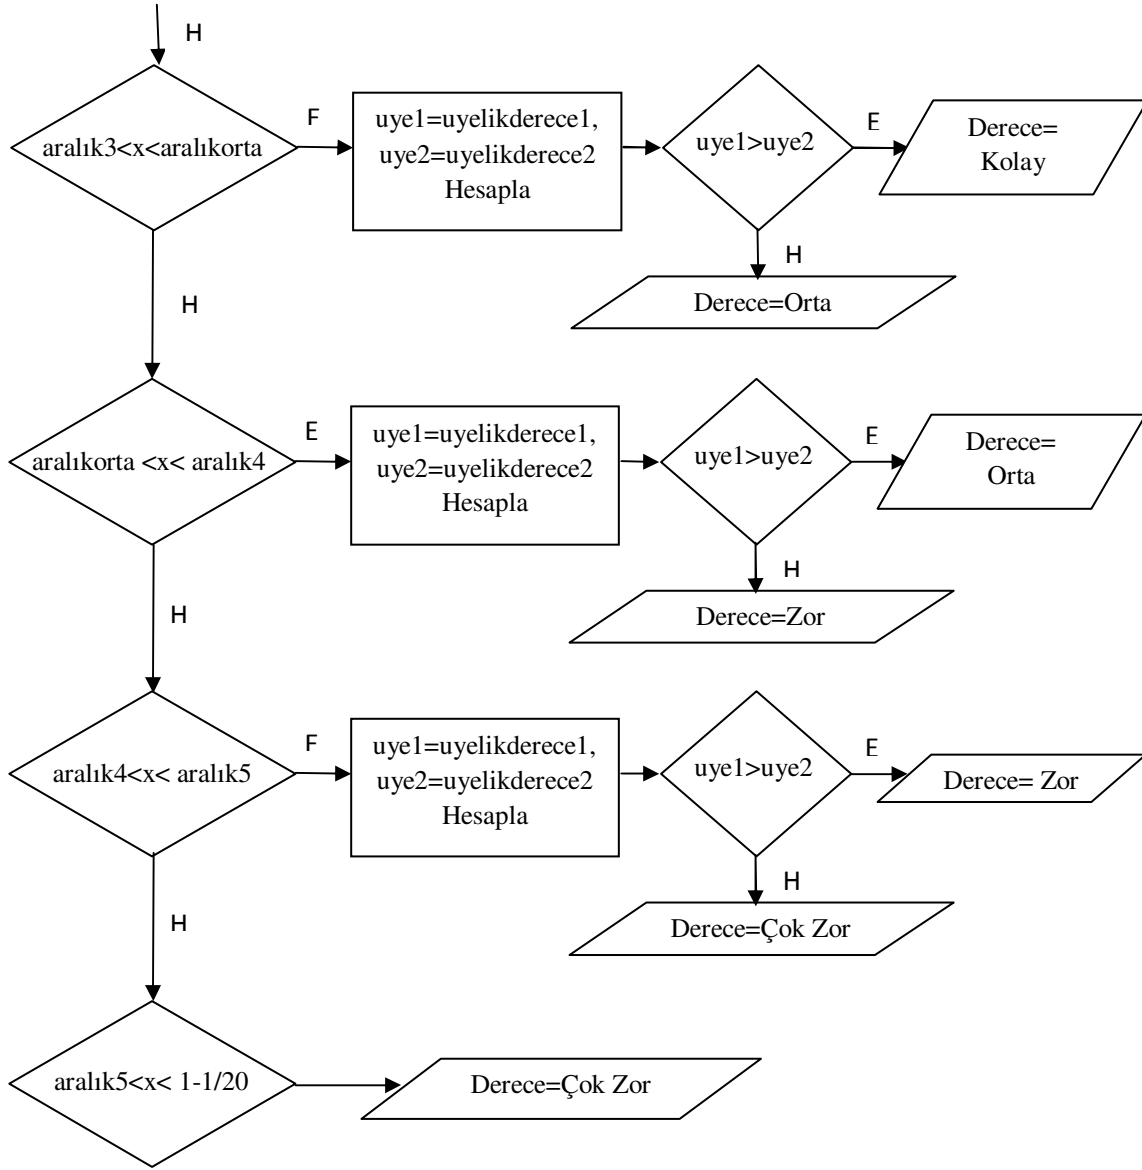 H
aralık3<x<aralıkorta
F
uye1=uyelikderece1,
uye2=uyelikderece2
Hesapla
uye1>uye2
E
Derece=
Kolay
H
Derece=Orta
H
aralıkorta <x< aralık4
E
uye1=uyelikderece1,
uye2=uyelikderece2
Hesapla
uye1>uye2
E
Derece=
Orta
H
Derece=Zor
H
aralık4<x< aralık5
F
uye1=uyelikderece1,
uye2=uyelikderece2
Hesapla
uye1>uye2
E
Derece= Zor
H
Derece=Çok Zor
H
aralık5<x< 1-1/20
Derece=Çok Zor